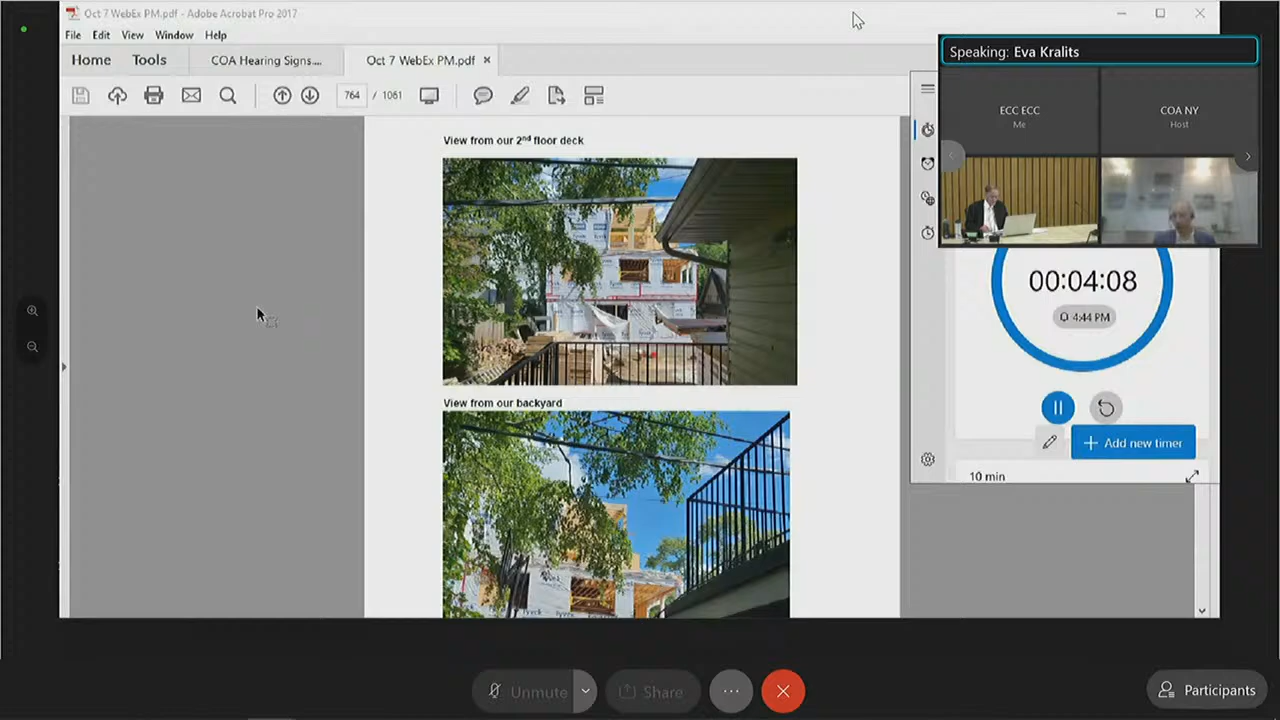 Oct 7 WebEx PM.pdf - Adobe Acrobat Pro 2017
File Edit View Window Help
Home Tools COA Hearing Signs.... Oct 7 WebEx PM.pdf ×
764 / 1061
Speaking: Eva Kralits
ECC ECC
Me
COA NY
Host
View from our 2nd floor deck
00:04:08
4:44 PM
View from our backyard
Add new timer
10 min
Unmute
Share
Participants